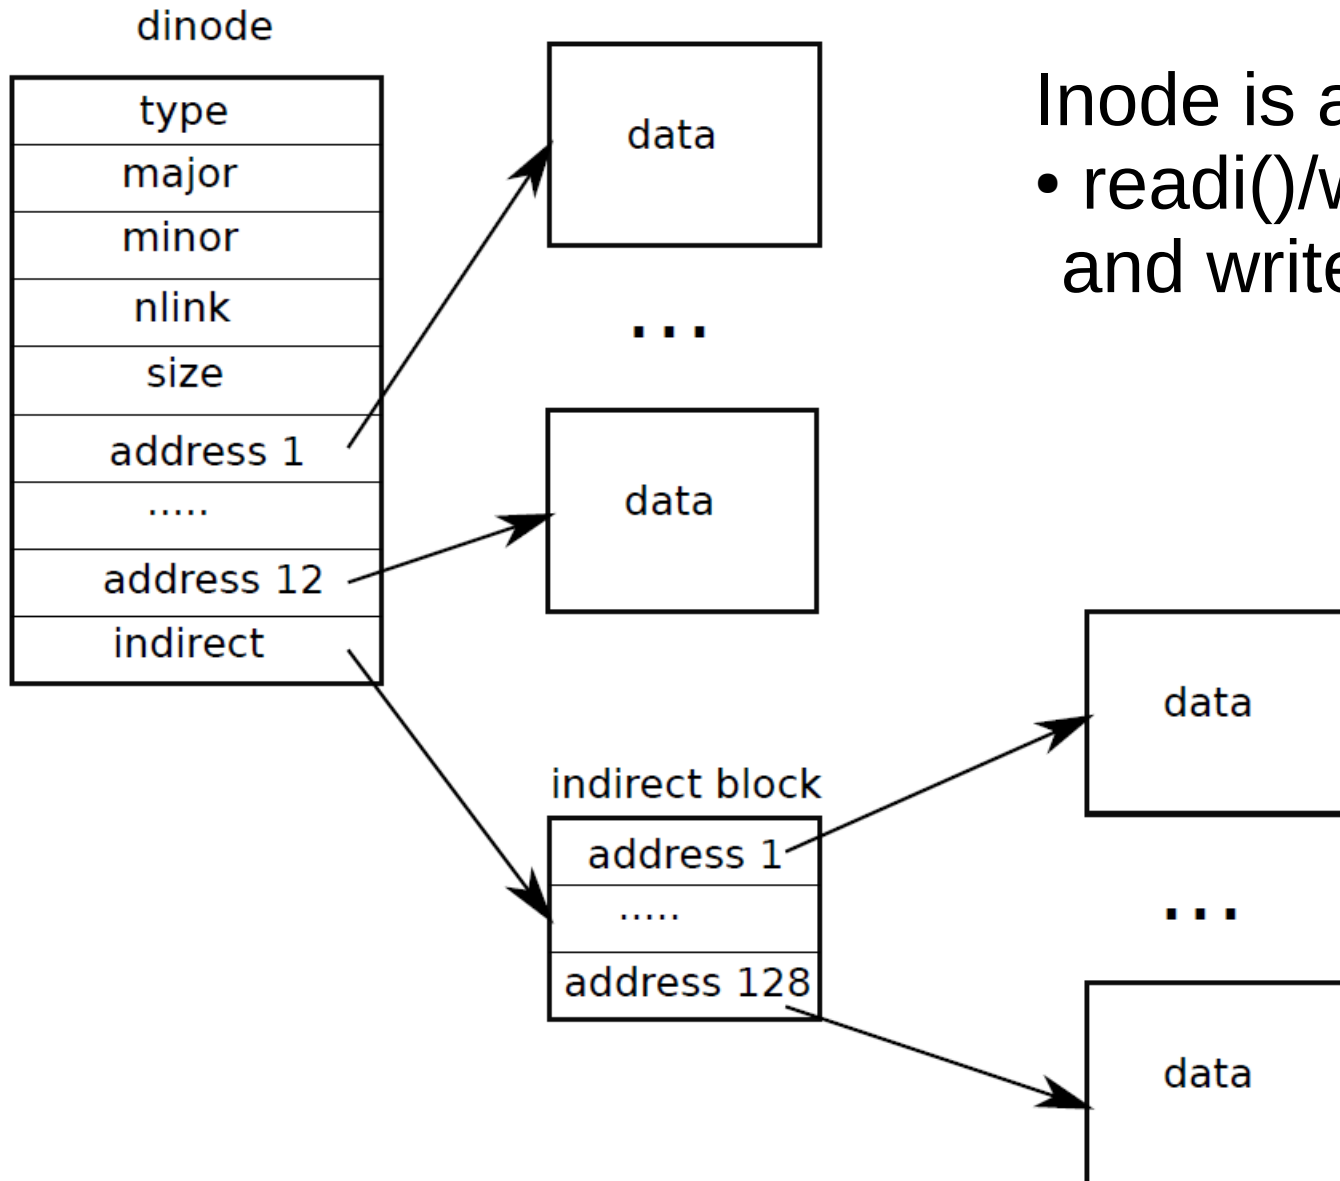 dinode
type
major
minor
nlink
size
address 1
.....
address 12
indirect
data
...
data
indirect block
address 1
.....
address 128
data
...
data
Inode is a
• readi()/w
and write